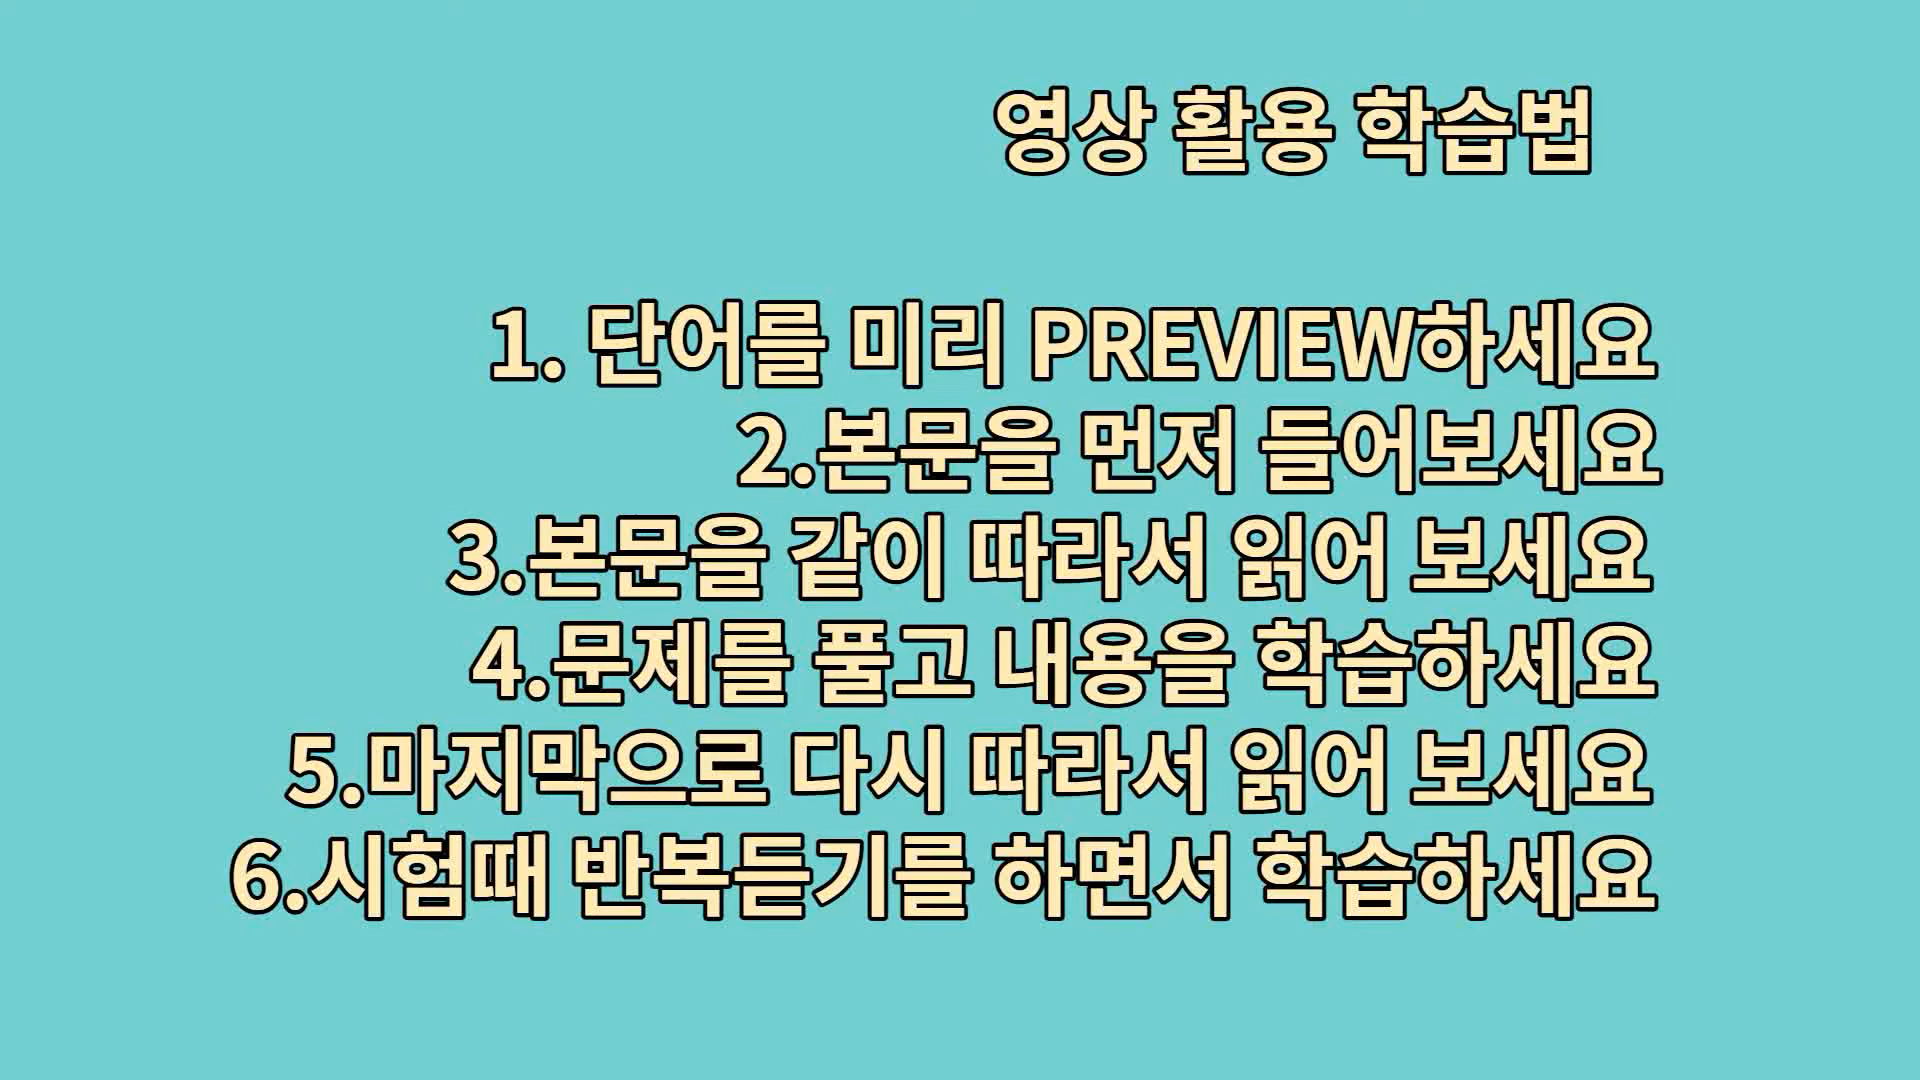 영상 활용 학습법
1. 단어를 미리 PREVIEW하세요
2.본문을 먼저 들어보세요
3.본문을 같이 따라서 읽어 보세요
4.문제를 풀고 내용을 학습하세요
5.마지막으로 다시 따라서 읽어 보세요
6.시험때 반복듣기를 하면서 학습하세요